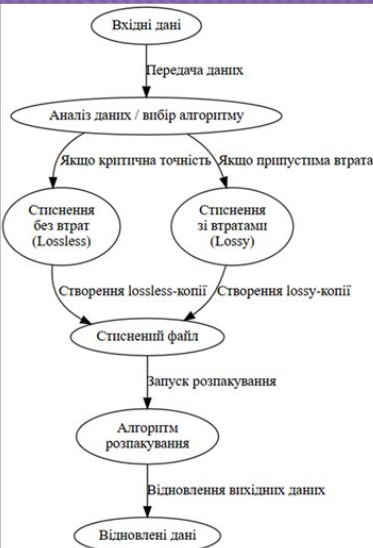 Вхідні дані
Передача даних
Аналіз даних / вибір алгоритму
Якщо критична точність
Якщо припустима втрата
Стиснення
без втрат
(Lossless)
Стиснення
зі втратами
(Lossy)
Створення lossless-копії
Створення lossy-копії
Стиснений файл
Запуск розпакування
Алгоритм
розпакування
Відновлення вихідних даних
Відновлені дані